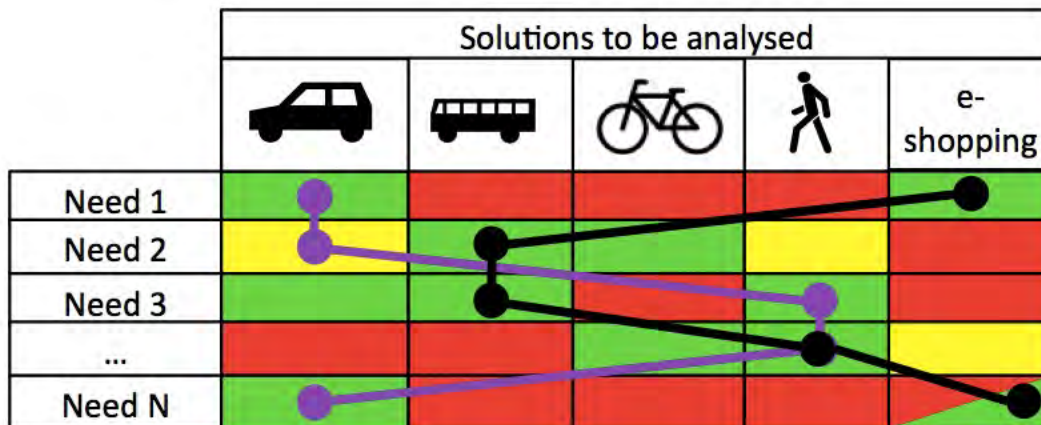 Solutions to be analysed
e-
shopping
Need 1
Need 2
Need 3
...
Need N